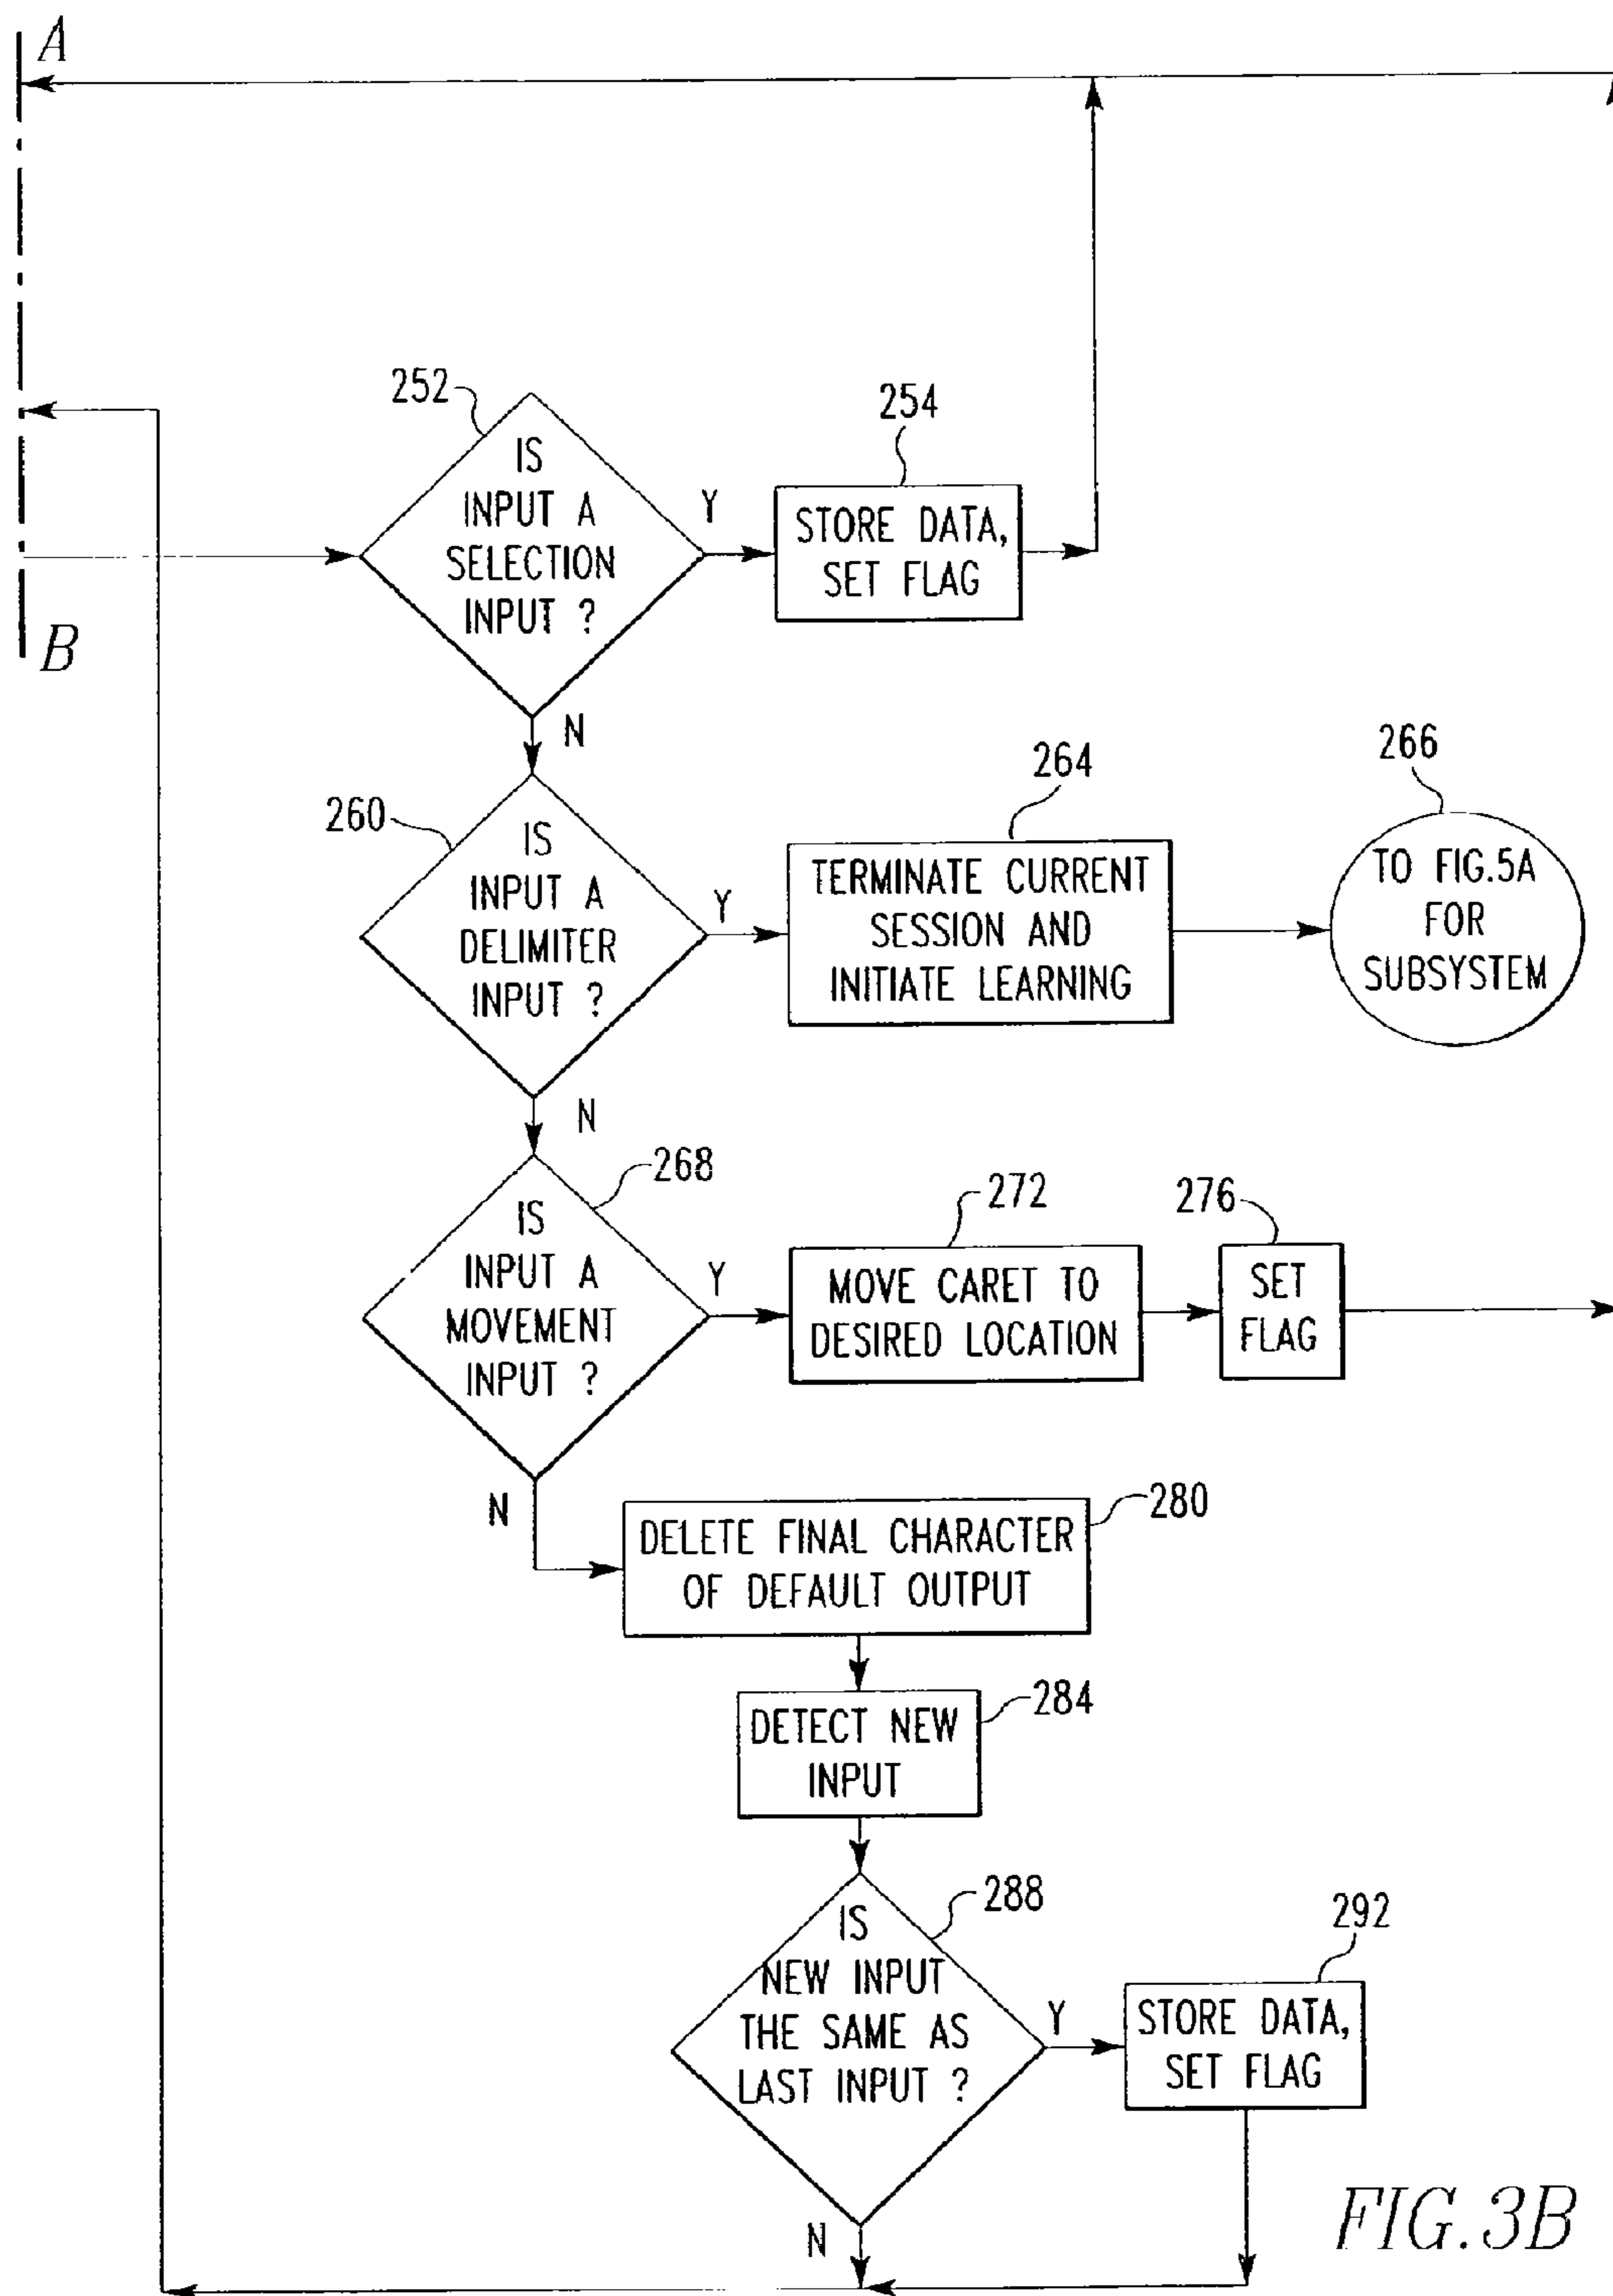 A
252
IS
INPUT A
SELECTION
INPUT ?
Y
254
STORE DATA,
SET FLAG
B
N
260
IS
INPUT A
DELIMITER
INPUT ?
Y
264
TERMINATE CURRENT
SESSION AND
INITIATE LEARNING
266
TO FIG.5A
FOR
SUBSYSTEM
N
268
IS
INPUT A
MOVEMENT
INPUT ?
Y
272
MOVE CARET TO
DESIRED LOCATION
276
SET
FLAG
N
280
DELETE FINAL CHARACTER
OF DEFAULT OUTPUT
284
DETECT NEW
INPUT
288
IS
NEW INPUT
THE SAME AS
LAST INPUT ?
Y
292
STORE DATA,
SET FLAG
N
FIG.3B